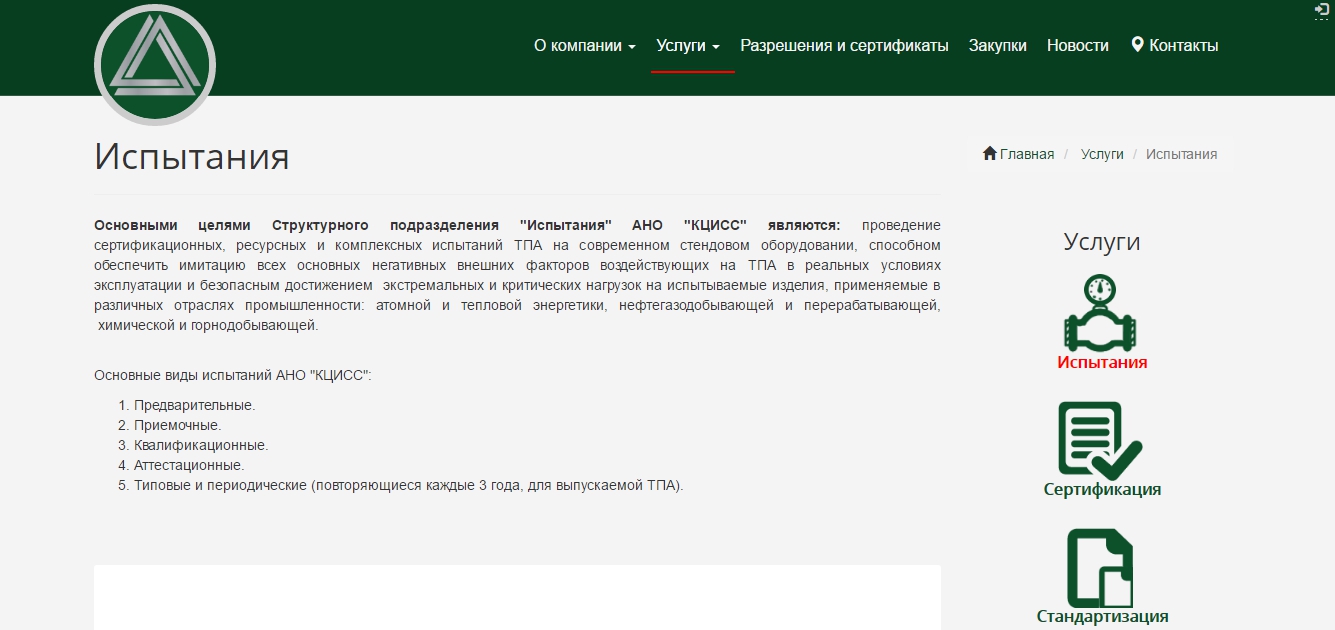 О компании Услуги Разрешения и сертификаты Закупки Новости Контакты
Испытания
Главная / Услуги / Испытания
Основными целями Структурного подразделения "Испытания" АНО "КЦИСС" являются: проведение
сертификационных, ресурсных и комплексных испытаний ТПА на современном стендовом оборудовании, способном
обеспечить имитацию всех основных негативных внешних факторов воздействующих на ТПА в реальных условиях
эксплуатации и безопасным достижением экстремальных и критических нагрузок на испытываемые изделия, применяемые в
различных отраслях промышленности: атомной и тепловой энергетики, нефтегазодобывающей и перерабатывающей,
химической и горнодобывающей.
Основные виды испытаний АНО "КЦИСС":
1. Предварительные.
2. Приемочные.
3. Квалификационные.
4. Аттестационные.
5. Типовые и периодические (повторяющиеся каждые 3 года, для выпускаемой ТПА).
Услуги
Испытания
Сертификация
Стандартизация